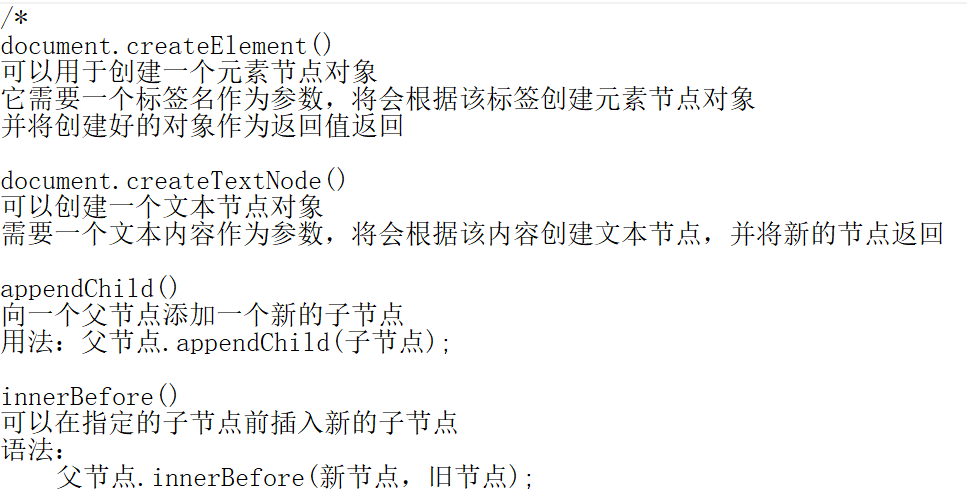 /*
document.createElement()
可以用于创建一个元素节点对象
它需要一个标签名作为参数，将会根据该标签创建元素节点对象
并将创建好的对象作为返回值返回
document.createTextNode()
可以创建一个文本节点对象
需要一个文本内容作为参数，将会根据该内容创建文本节点，并将新的节点返回
appendChild()
向一个父节点添加一个新的子节点
用法：父节点.appendChild(子节点);
innerBefore()
可以在指定的子节点前插入新的子节点
语法：
父节点.innerBefore(新节点，旧节点);